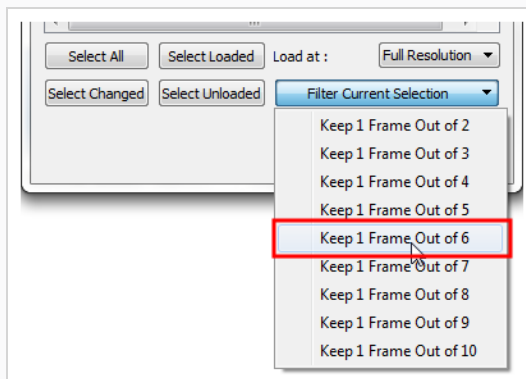 Select All Select Loaded Load at : Full Resolution
Select Changed Select Unloaded Filter Current Selection
Keep 1 Frame Out of 2
Keep 1 Frame Out of 3
Keep 1 Frame Out of 4
Keep 1 Frame Out of 5
Keep 1 Frame Out of 6
Keep 1 Frame Out of 7
Keep 1 Frame Out of 8
Keep 1 Frame Out of 9
Keep 1 Frame Out of 10